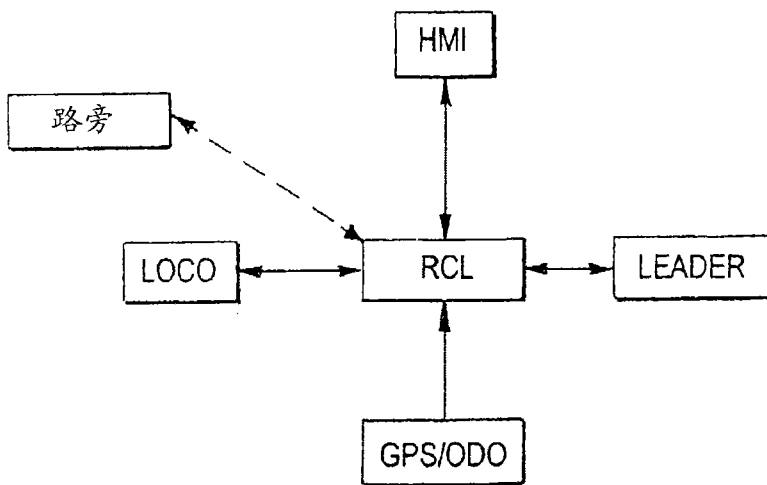 HMI
路旁
LOCO
RCL
LEADER
GPS/ODO